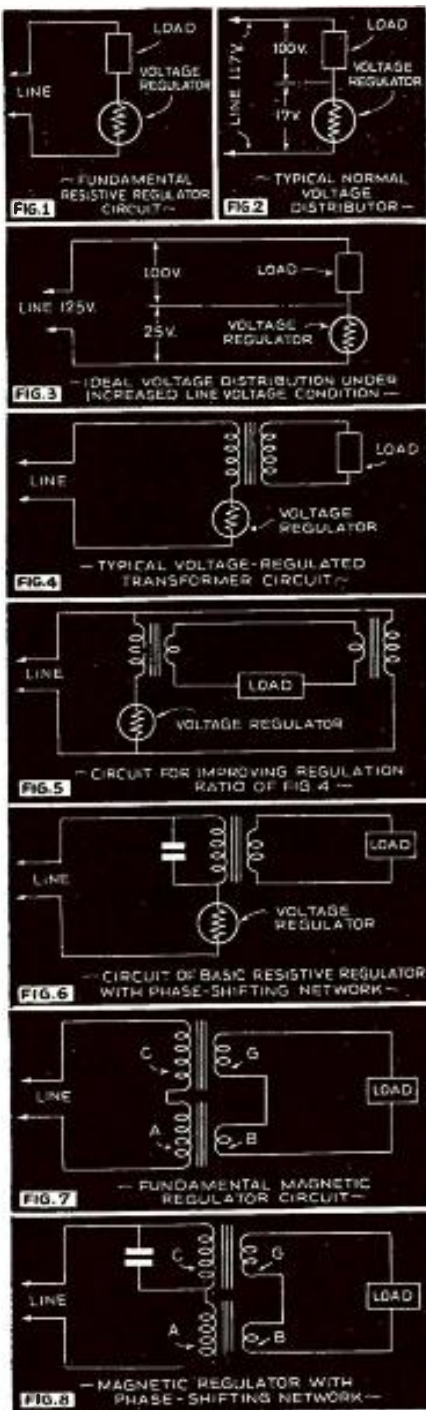 LOAD
VOLTAGE
REGULATOR
LINE
— FUNDAMENTAL
RESISTIVE REGULATOR
CIRCUIT —
FIG.1
LINE 117V.
100V.
17V.
LOAD
VOLTAGE
REGULATOR
— TYPICAL NORMAL
VOLTAGE
DISTRIBUTOR —
FIG.2
LINE 125V.
100V.
25V.
LOAD
VOLTAGE
REGULATOR
— IDEAL VOLTAGE DISTRIBUTION UNDER
INCREASED LINE VOLTAGE CONDITION —
FIG.3
LINE
LOAD
VOLTAGE
REGULATOR
— TYPICAL VOLTAGE-REGULATED
TRANSFORMER CIRCUIT —
FIG.4
LINE
LOAD
VOLTAGE REGULATOR
— CIRCUIT FOR IMPROVING REGULATION
RATIO OF FIG 4 —
FIG.5
LINE
LOAD
VOLTAGE
REGULATOR
— CIRCUIT OF BASIC RESISTIVE REGULATOR
WITH PHASE-SHIFTING NETWORK —
FIG.6
C
G
LINE
LOAD
A
B
— FUNDAMENTAL MAGNETIC
REGULATOR CIRCUIT —
FIG.7
C
G
LINE
LOAD
A
B
— MAGNETIC REGULATOR WITH
PHASE-SHIFTING NETWORK —
FIG.8